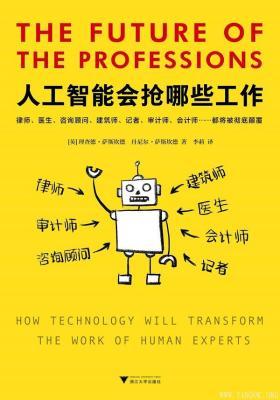 THE FUTURE OF
THE PROFESSIONS
人工智能会抢哪些工作
律师、医生、咨询顾问、建筑师、记者、审计师、会计师……都将被彻底颠覆
[英]理查德·萨斯坎德 丹尼尔·萨斯坎德 著 李莉 译
律师
建筑师
审计师
医生
咨询顾问
会计师
记者
HOW TECHNOLOGY WILL TRANSFORM
THE WORK OF HUMAN EXPERTS
浙江大学出版社